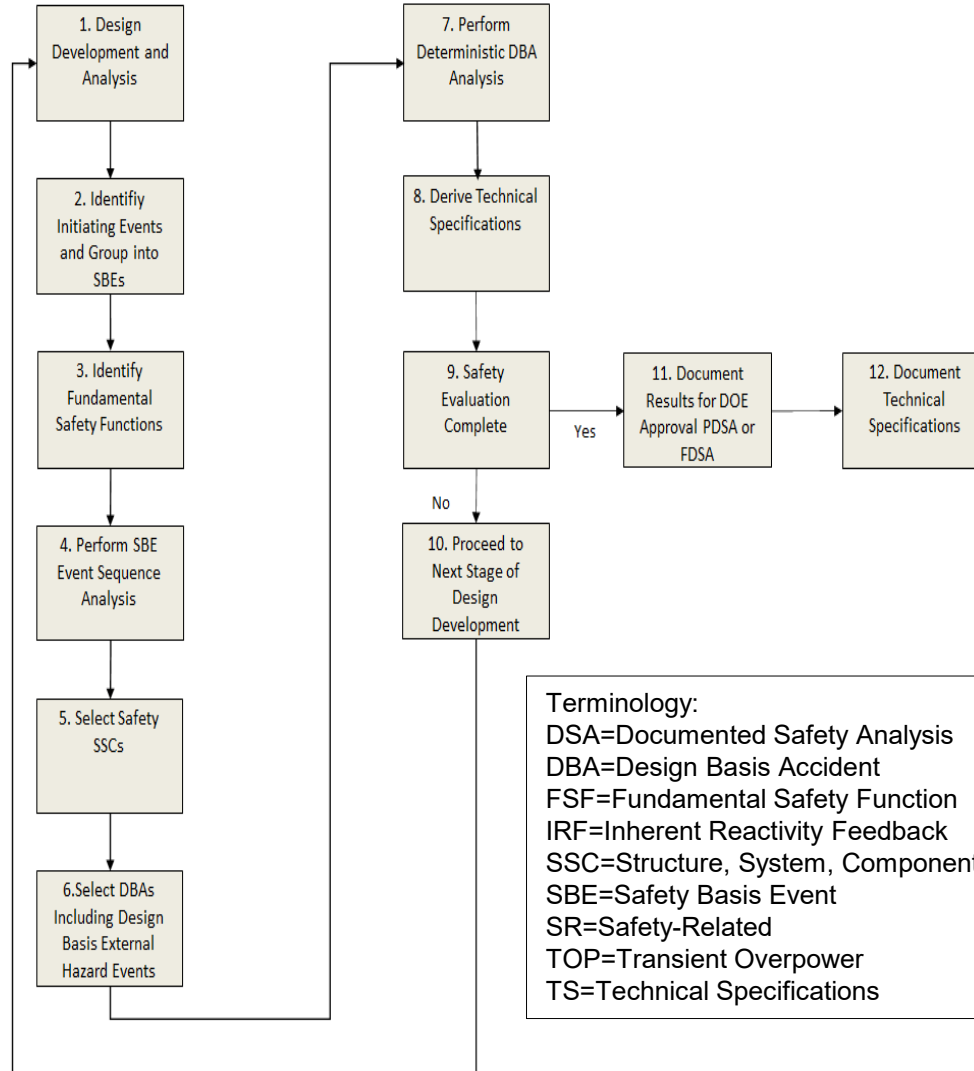 1. Design
Development and
Analysis
2. Identifiy
Initiating Events
and Group into
SBEs
3. Identify
Fundamental
Safety Functions
4. Perform SBE
Event Sequence
Analysis
5. Select Safety
SSCs
6.Select DBAs
Including Design
Basis External
Hazard Events
7. Perform
Deterministic DBA
Analysis
8. Derive Technical
Specifications
9. Safety
Evaluation
Complete
Yes
No
10. Proceed to
Next Stage of
Design
Development
11. Document
Results for DOE
Approval PDSA or
FDSA
12. Document
Technical
Specifications
Terminology:
DSA=Documented Safety Analysis
DBA=Design Basis Accident
FSF=Fundamental Safety Function
IRF=Inherent Reactivity Feedback
SSC=Structure, System, Component
SBE=Safety Basis Event
SR=Safety-Related
TOP=Transient Overpower
TS=Technical Specifications